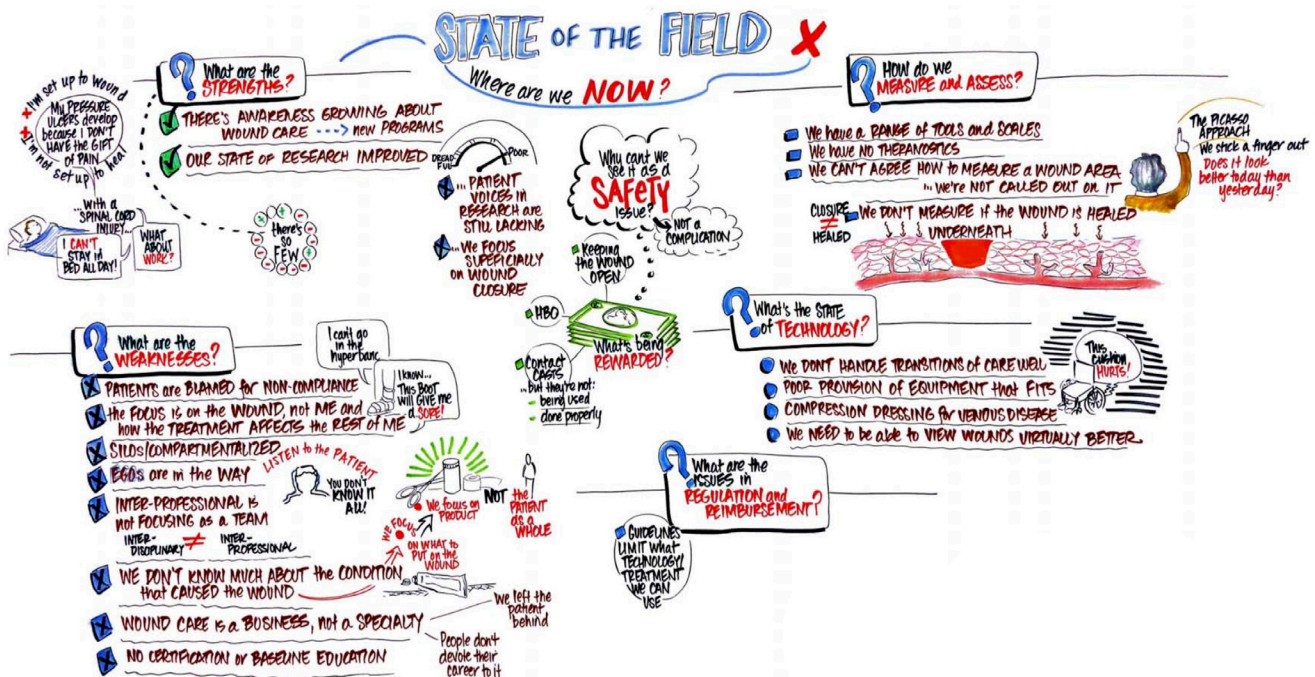 STATE OF THE FIELD
Where are we NOW?
What are the
STRENGTHS?
THERE'S AWARENESS GROWING ABOUT
WOUND CARE ----> new PROGRAMS
OUR STATE OF RESEARCH IMPROVED
I'm set up to wound
My PRESSURE
ULCERS develop
because I DON'T
HAVE THE GIFT
OF PAIN
I'm not set up to heal
...with a
SPINAL CORD
INJURY...
I CAN'T
STAY in
BED ALL DAY!
WHAT
ABOUT
WORK?
there's
so
FEW
DREAD
FUL
POOR
... PATIENT
VOICES in
RESEARCH are
STILL LACKING
... WE FOCUS
SUPEFICIALLY
on WOUND
CLOSURE
Why can't we
see it as a
SAFETY
issue?
NOT A
COMPLICATION
Keeping
the WOUND
OPEN
HBO
Contact
CASTS
...but they're not:
- being used
- done properly
What's being
REWARDED?
HOW do we
MEASURE and ASSESS?
We have a RANGE OF TOOLS and SCALES
We have NO THERANOSTICS
WE CAN'T AGREE HOW to MEASURE A WOUND AREA
... we're NOT CALLED OUT on IT
We DON'T MEASURE if the WOUND IS HEALED
UNDERNEATH
CLOSURE
≠
HEALED
The PICASSO
APPROACH
We stick a finger out
Does it look
better today than
yesterday?
What's the STATE
of TECHNOLOGY?
We DON'T HANDLE TRANSITIONS OF CARE WELL
POOR PROVISION OF EQUIPMENT that FITS
COMPRESSION DRESSING for VENOUS DISEASE
We NEED to be able to VIEW WOUNDS VIRTUALLY BETTER
This
cushion
HURTS!
What are the
WEAKNESSES?
PATIENTS are BLAMED for NON-COMPLIANCE
the FOCUS is on the WOUND, not ME and
how the TREATMENT AFFECTS the REST OF ME
SILOS/COMPARTMENTALIZED
EGOs are in the WAY
INTER-PROFESSIONAL is
not FOCUSING as a TEAM
INTER-
DISCIPLINARY
≠
INTER-
PROFESSIONAL
WE DON'T KNOW MUCH ABOUT the CONDITION
that CAUSED the WOUND
WOUND CARE is a BUSINESS, not a SPECIALTY
NO CERTIFICATION or BASELINE EDUCATION
I can't go
in the
hyperbaric
I know...
This BOOT
will GIVE me
a SORE!
LISTEN to the PATIENT
YOU DON'T
KNOW IT
ALL!
WE FOCUS
ON WHAT to
PUT on the
WOUND
We focus on
PRODUCT
NOT
the
PATIENT
as a
WHOLE
We left the
patient
behind
People don't
devote their
career to it
What are the
ISSUES in
REGULATION and
REIMBURSEMENT?
GUIDELINES
LIMIT what
TECHNOLOGY/
TREATMENT
WE CAN
USE